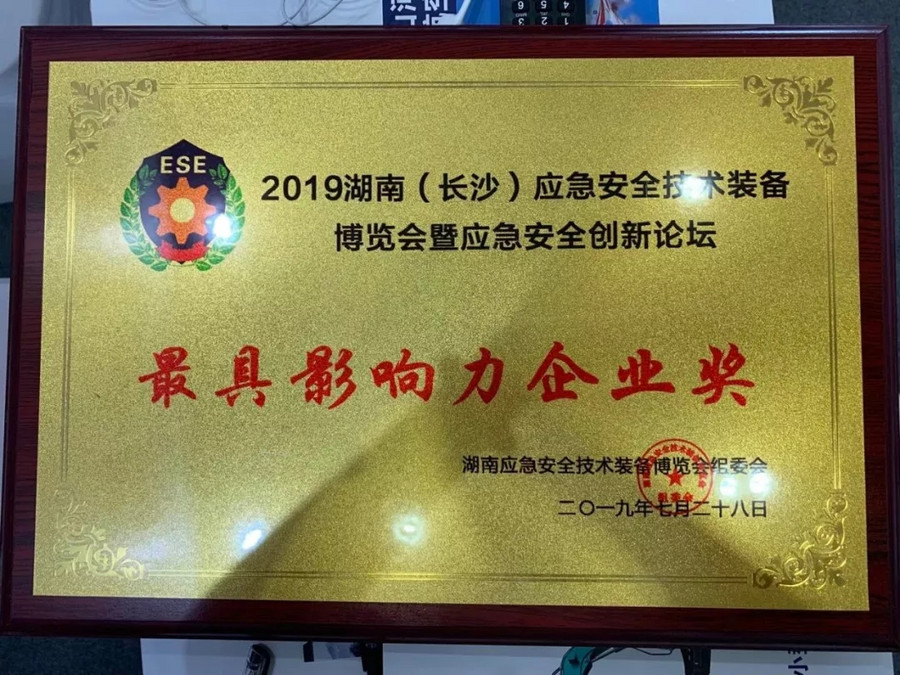 ESE
2019湖南（长沙）应急安全技术装备
博览会暨应急安全创新论坛
最具影响力企业奖
湖南应急安全技术装备博览会组委会
二〇一九年七月二十八日